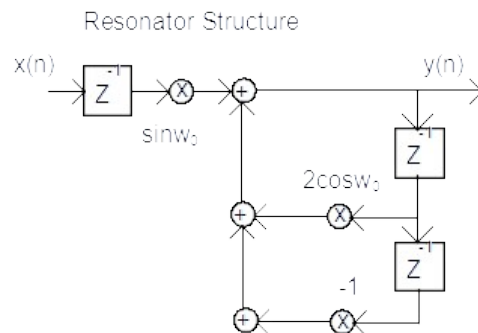 Resonator Structure
x(n) y(n)
Z⁻¹ X +
sinw₀
Z⁻¹
2cosw₀
+ X
Z⁻¹
-1
+ X